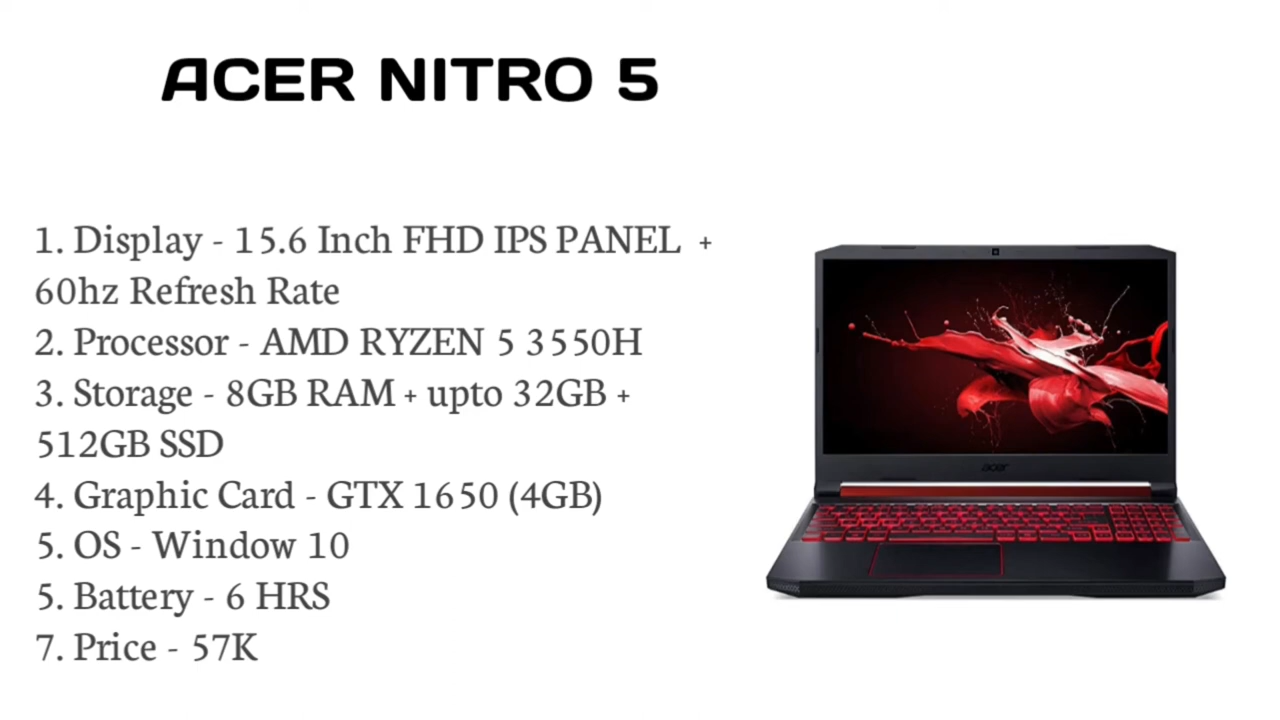 ACER NITRO 5
1. Display - 15.6 Inch FHD IPS PANEL +
60hz Refresh Rate
2. Processor - AMD RYZEN 5 3550H
3. Storage - 8GB RAM + upto 32GB +
512GB SSD
4. Graphic Card - GTX 1650 (4GB)
5. OS - Window 10
5. Battery - 6 HRS
7. Price - 57K
acer